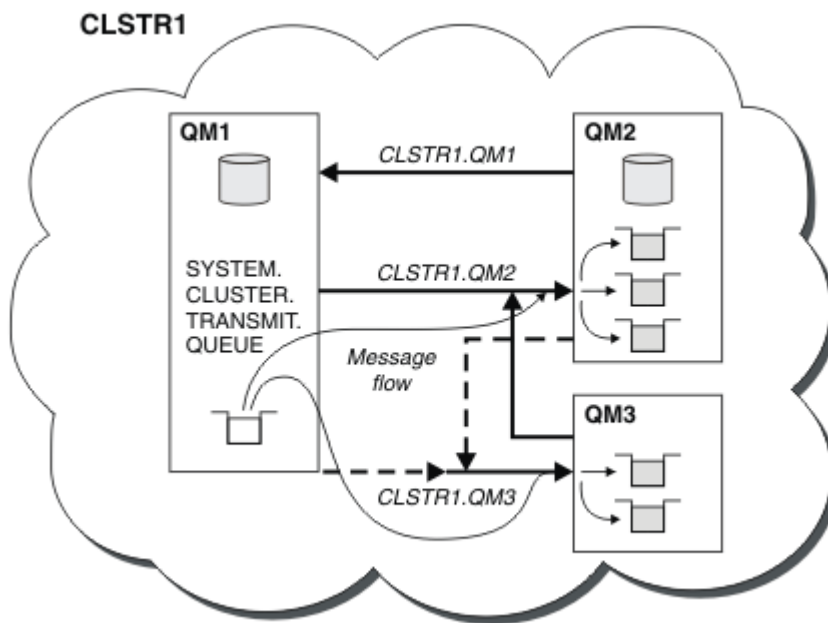 CLSTR1
QM1
QM2
CLSTR1.QM1
SYSTEM.
CLUSTER.
TRANSMIT.
QUEUE
CLSTR1.QM2
Message
flow
QM3
CLSTR1.QM3